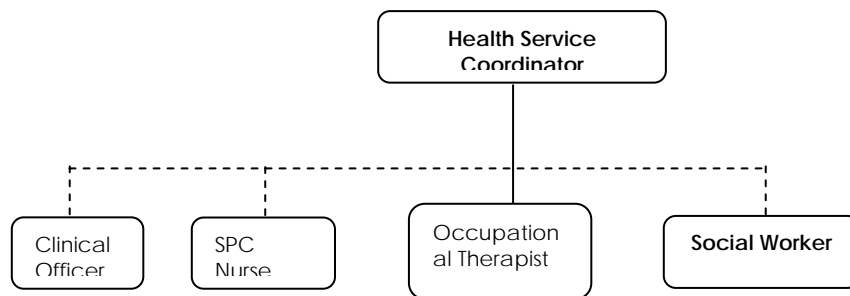 Health Service
Coordinator
Clinical
Officer
SPC
Nurse
Occupation
al Therapist
Social Worker